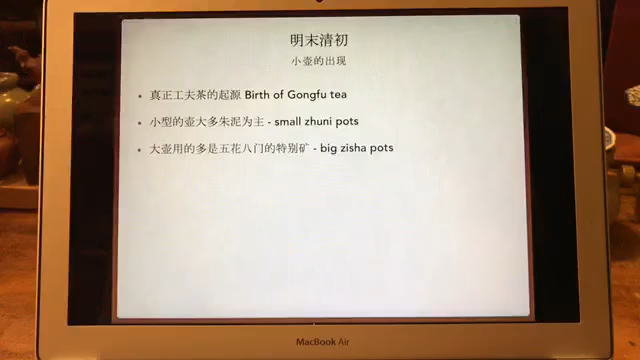 明末清初
小壶的出现
• 真正工夫茶的起源 Birth of Gongfu tea
• 小型的壶大多朱泥为主 - small zhuni pots
• 大壶用的多是五花八门的特别矿 - big zisha pots
MacBook Air